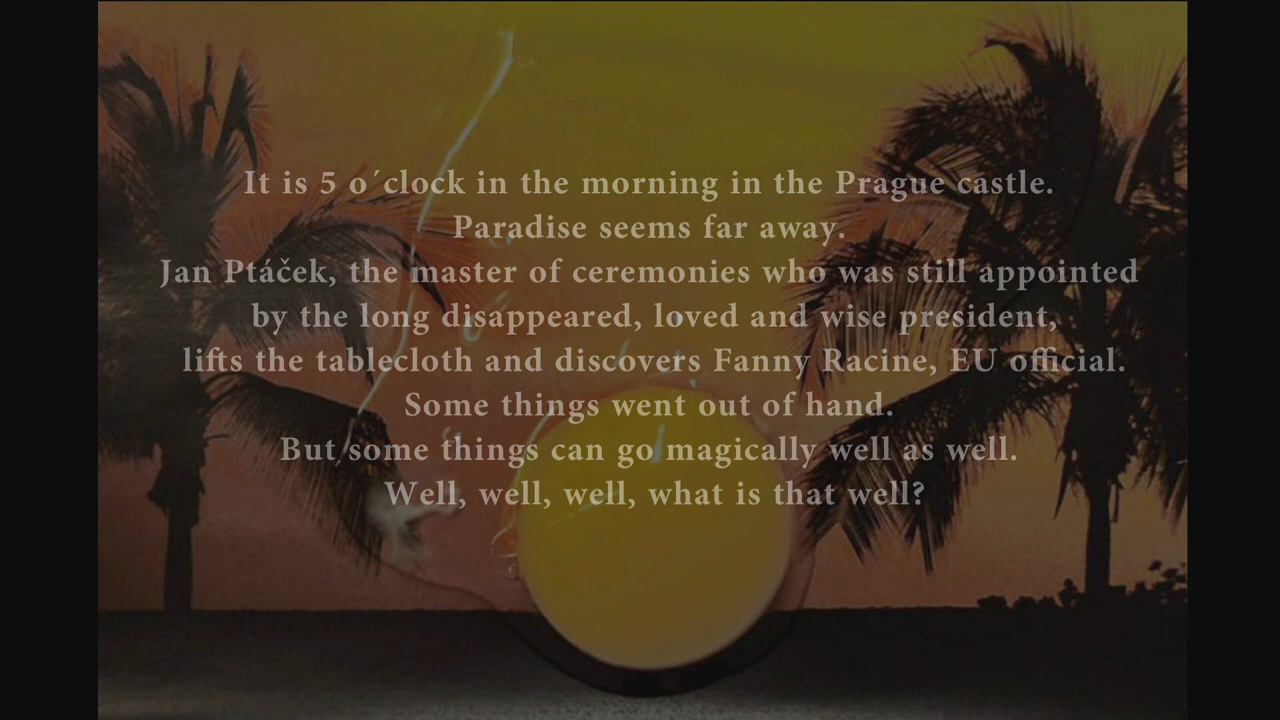 It is 5 o´clock in the morning in the Prague castle.
Paradise seems far away.
Jan Ptáček, the master of ceremonies who was still appointed
by the long disappeared, loved and wise president,
lifts the tablecloth and discovers Fanny Racine, EU official.
Some things went out of hand.
But some things can go magically well as well.
Well, well, well, what is that well?